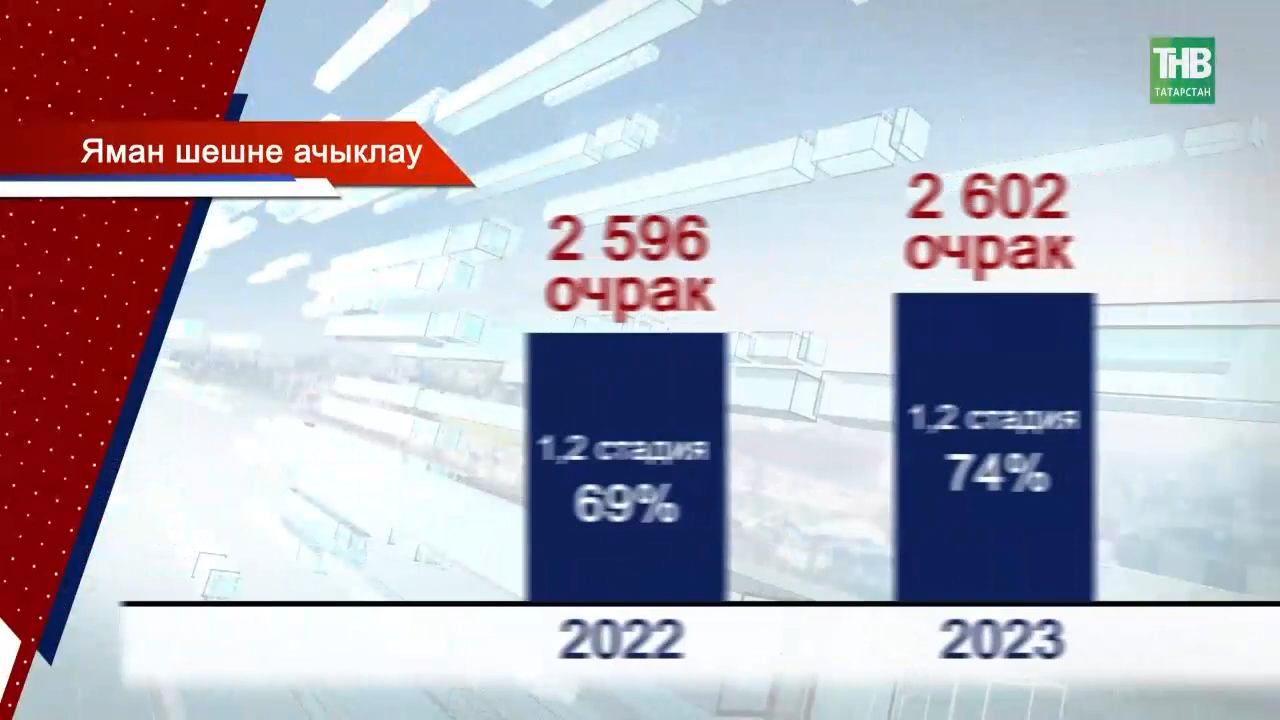 ТНВ
ТАТАРСТАН
Яман шешне ачыклау
2 596
очрак
2 602
очрак
1,2 стадия
69%
1,2 стадия
74%
2022
2023